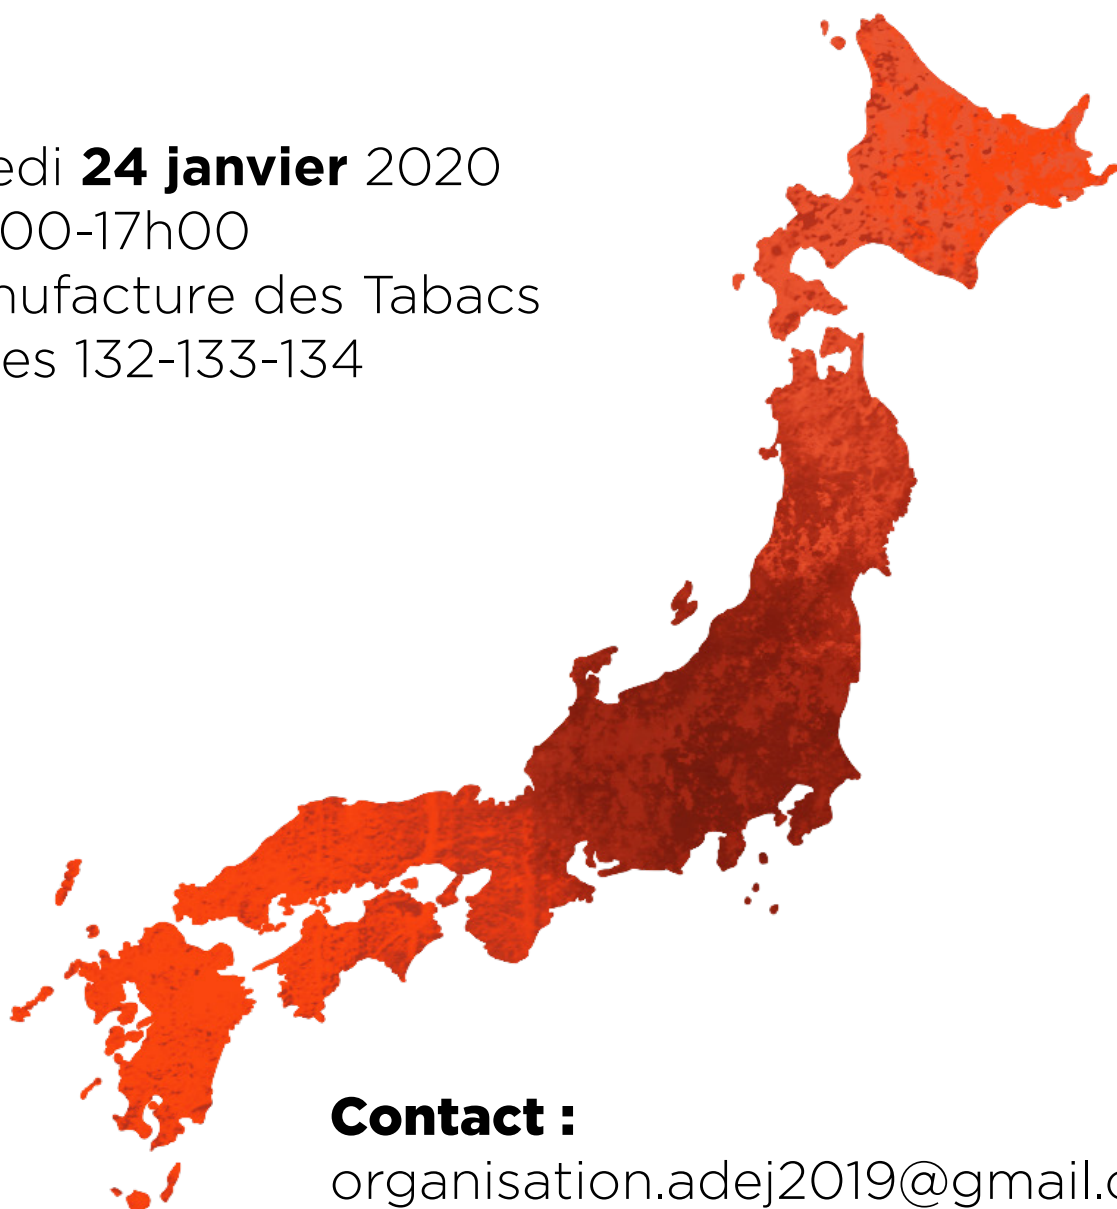 edi 24 janvier 2020
00-17h00
nufacture des Tabacs
es 132-133-134
Contact :
organisation.adej2019@gmail.c